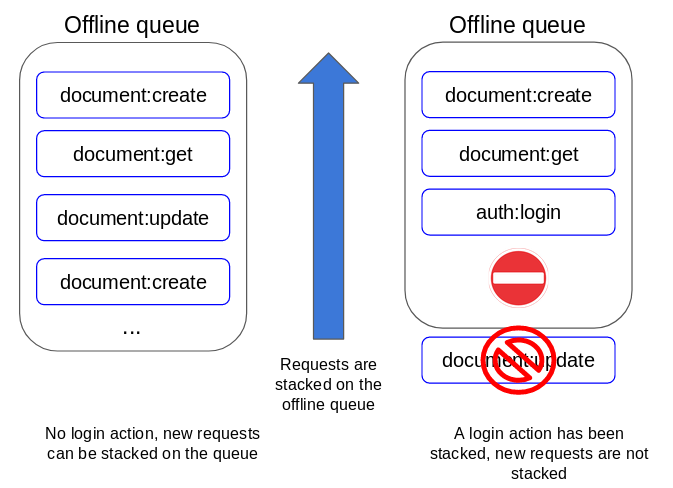 Offline queue
document:create
document:get
document:update
document:create
...
No login action, new requests
can be stacked on the queue
Requests are
stacked on the
offline queue
Offline queue
document:create
document:get
auth:login
document:update
A login action has been
stacked, new requests are not
stacked